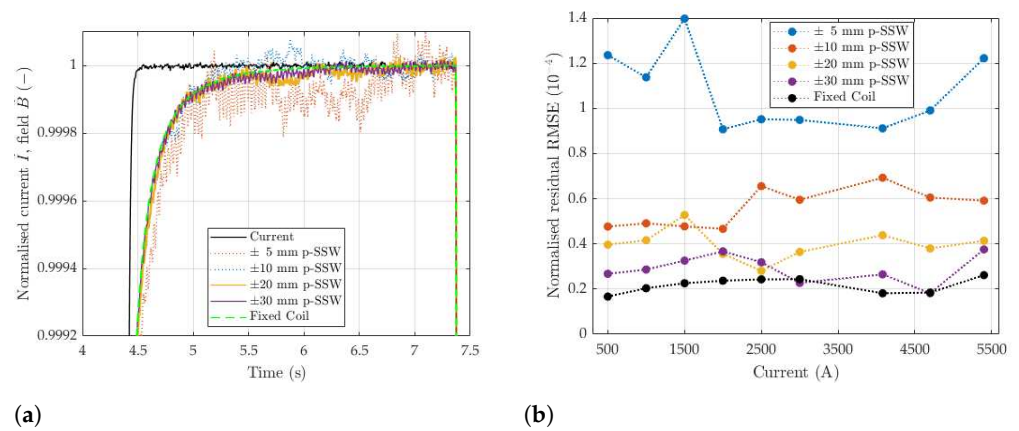 Normalised current Ĭ, field B̆ (−)
1
0.9998
0.9996
0.9994
0.9992
4 4.5 5 5.5 6 6.5 7 7.5
Time (s)
Current
± 5 mm p-SSW
±10 mm p-SSW
±20 mm p-SSW
±30 mm p-SSW
Fixed Coil
(a)
Normalised residual RMSE (10⁻⁴)
1.4
1.2
1
0.8
0.6
0.4
0.2
0
500 1500 2500 3500 4500 5500
Current (A)
± 5 mm p-SSW
±10 mm p-SSW
±20 mm p-SSW
±30 mm p-SSW
Fixed Coil
(b)